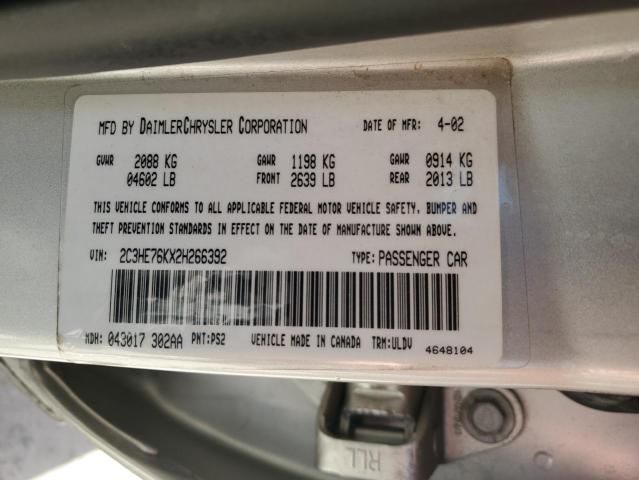 MFD BY DAIMLERCHRYSLER CORPORATION DATE OF MFR: 4-02
GVWR 2088 KG GAWR 1198 KG GAWR 0914 KG
04602 LB FRONT 2639 LB REAR 2013 LB
THIS VEHICLE CONFORMS TO ALL APPLICABLE FEDERAL MOTOR VEHICLE SAFETY, BUMPER AND
THEFT PREVENTION STANDARDS IN EFFECT ON THE DATE OF MANUFACTURE SHOWN ABOVE.
VIN: 2C3HE76KX2H266392 TYPE: PASSENGER CAR
MDH: 043017 302AA PNT:PS2 VEHICLE MADE IN CANADA TRM:ULDV
4648104
RLL